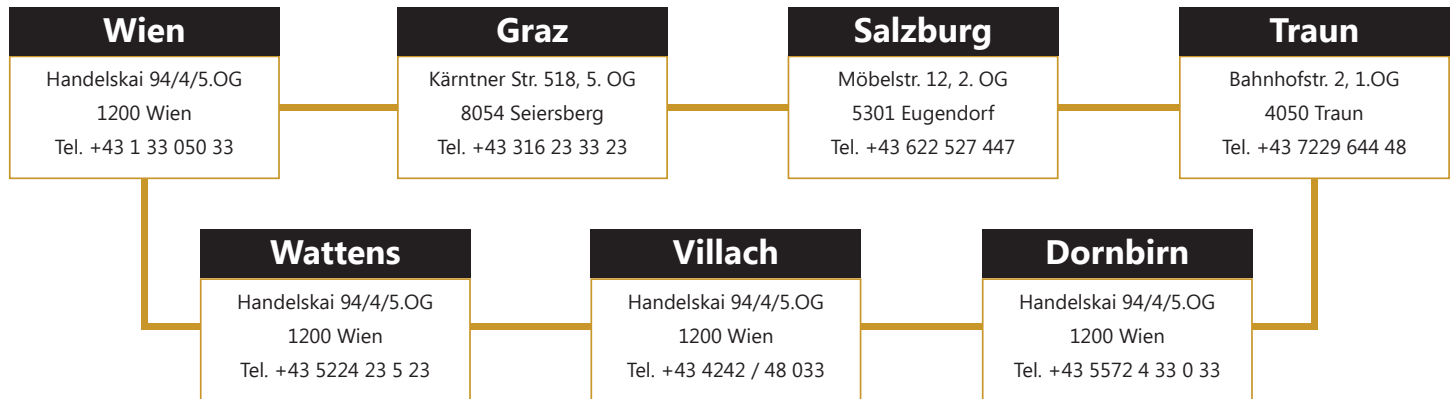 Wien
Handelskai 94/4/5.OG
1200 Wien
Tel. +43 1 33 050 33
Graz
Kärntner Str. 518, 5. OG
8054 Seiersberg
Tel. +43 316 23 33 23
Salzburg
Möbelstr. 12, 2. OG
5301 Eugendorf
Tel. +43 622 527 447
Traun
Bahnhofstr. 2, 1.OG
4050 Traun
Tel. +43 7229 644 48
Wattens
Handelskai 94/4/5.OG
1200 Wien
Tel. +43 5224 23 5 23
Villach
Handelskai 94/4/5.OG
1200 Wien
Tel. +43 4242 / 48 033
Dornbirn
Handelskai 94/4/5.OG
1200 Wien
Tel. +43 5572 4 33 0 33